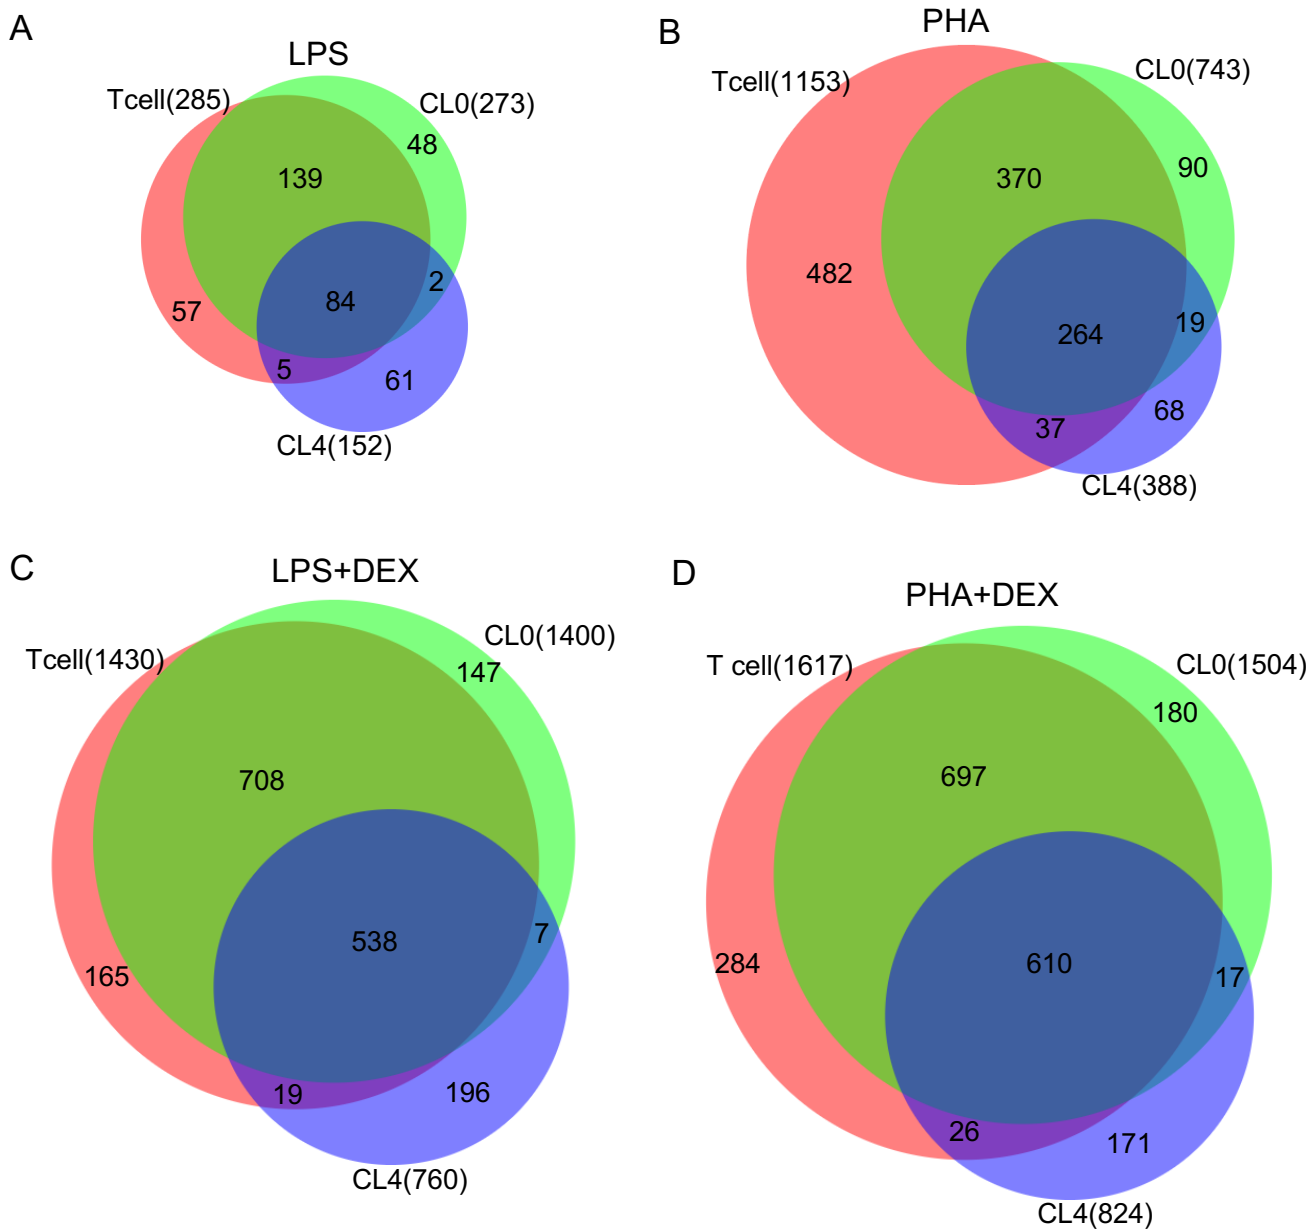 A
LPS
Tcell(285)
CL0(273)
48
139
2
84
57
5
61
CL4(152)
B
PHA
Tcell(1153)
CL0(743)
90
370
482
19
264
68
37
CL4(388)
C
LPS+DEX
Tcell(1430)
CL0(1400)
147
708
7
538
165
19
196
CL4(760)
D
PHA+DEX
T cell(1617)
CL0(1504)
180
697
284
610
17
26
171
CL4(824)